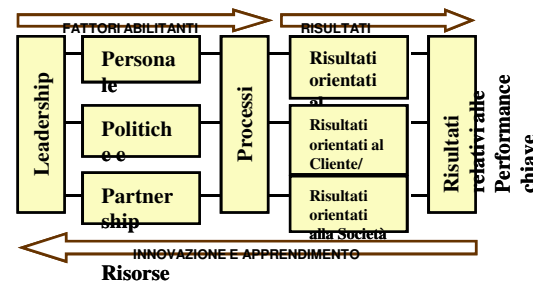 FATTORI ABILITANTI
RISULTATI
Leadership
Persona
le
Politich
e e
Partner
ship
Processi
Risultati
orientati
al
Risultati
orientati al
Cliente/
Risultati
orientati
alla Società
Risultati
relativi alle
Performance
chiave
INNOVAZIONE E APPRENDIMENTO
Risorse